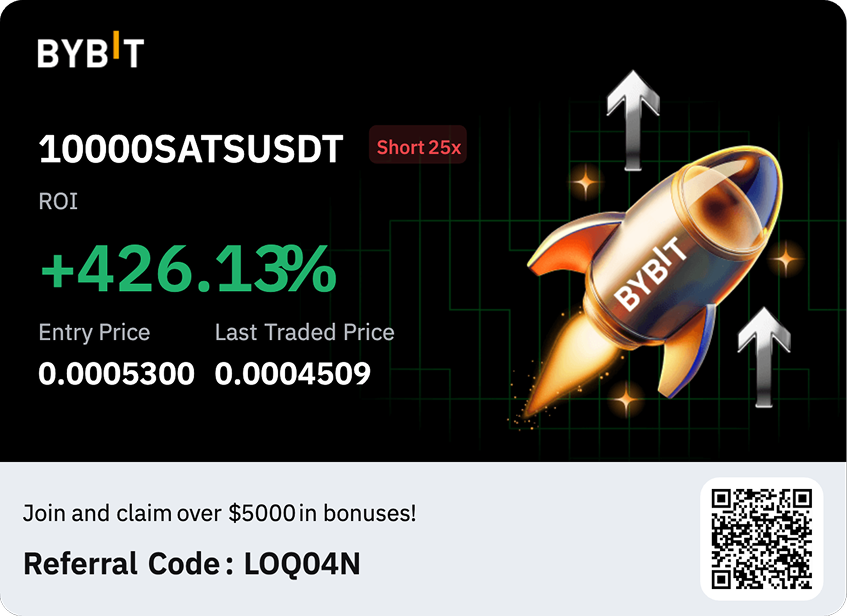 BYBIT
10000SATSUSDT Short 25x
ROI
+426.13%
Entry Price Last Traded Price
0.0005300 0.0004509
BYBIT
Join and claim over $5000 in bonuses!
Referral Code: LOQ04N